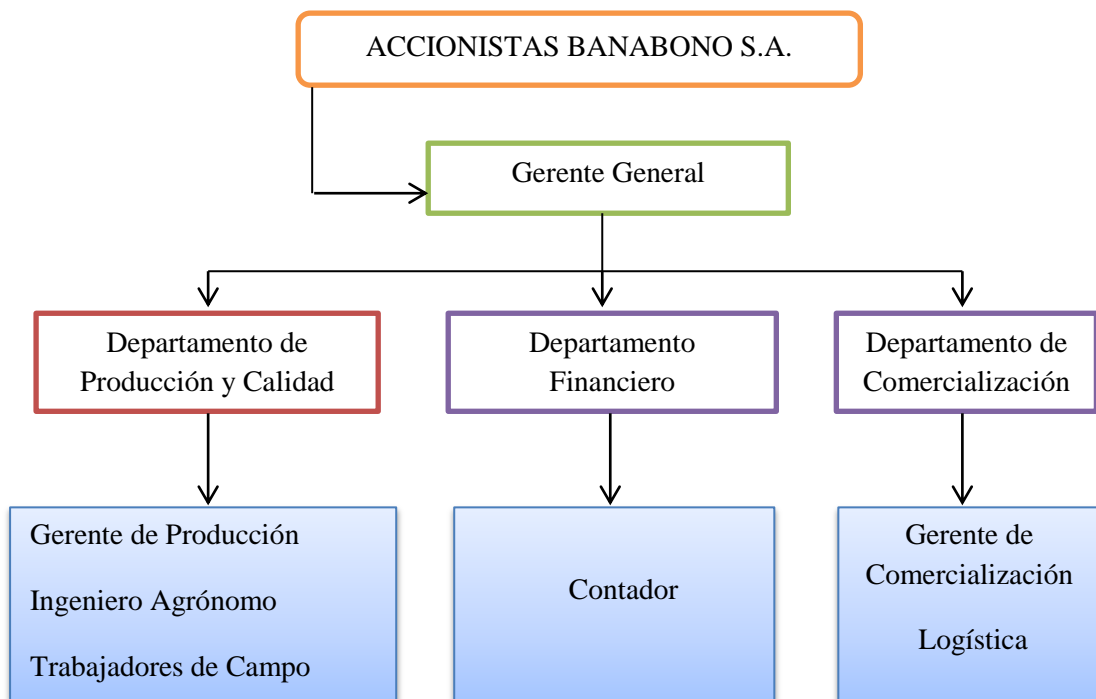 ACCIONISTAS BANABONO S.A.
Gerente General
Departamento de
Producción y Calidad
Departamento
Financiero
Departamento de
Comercialización
Gerente de Producción
Ingeniero Agrónomo
Trabajadores de Campo
Contador
Gerente de
Comercialización
Logística